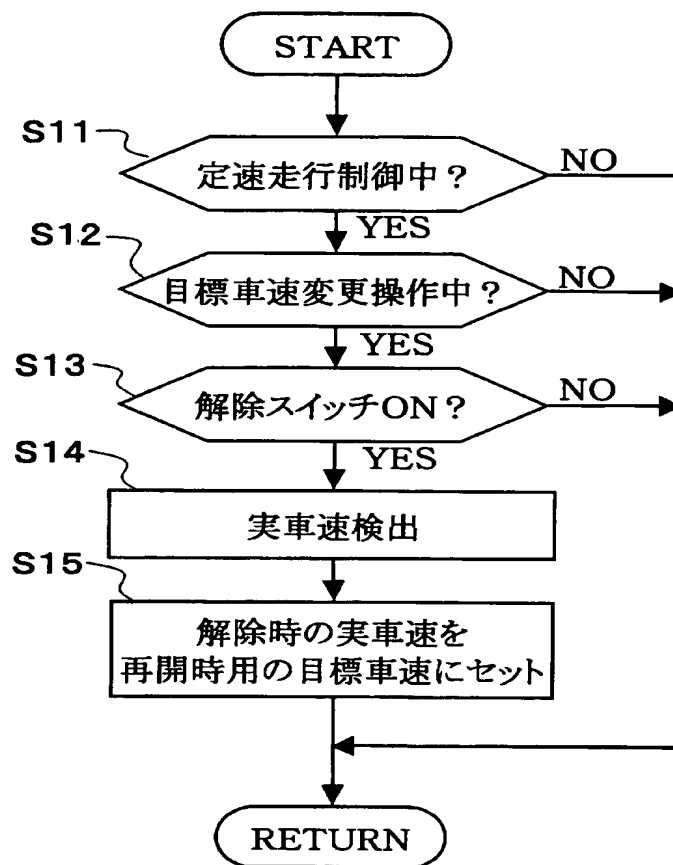 START
S11
定速走行制御中？
NO
YES
S12
目標車速変更操作中？
NO
YES
S13
解除スイッチON？
NO
YES
S14
実車速検出
S15
解除時の実車速を
再開時用の目標車速にセット
RETURN